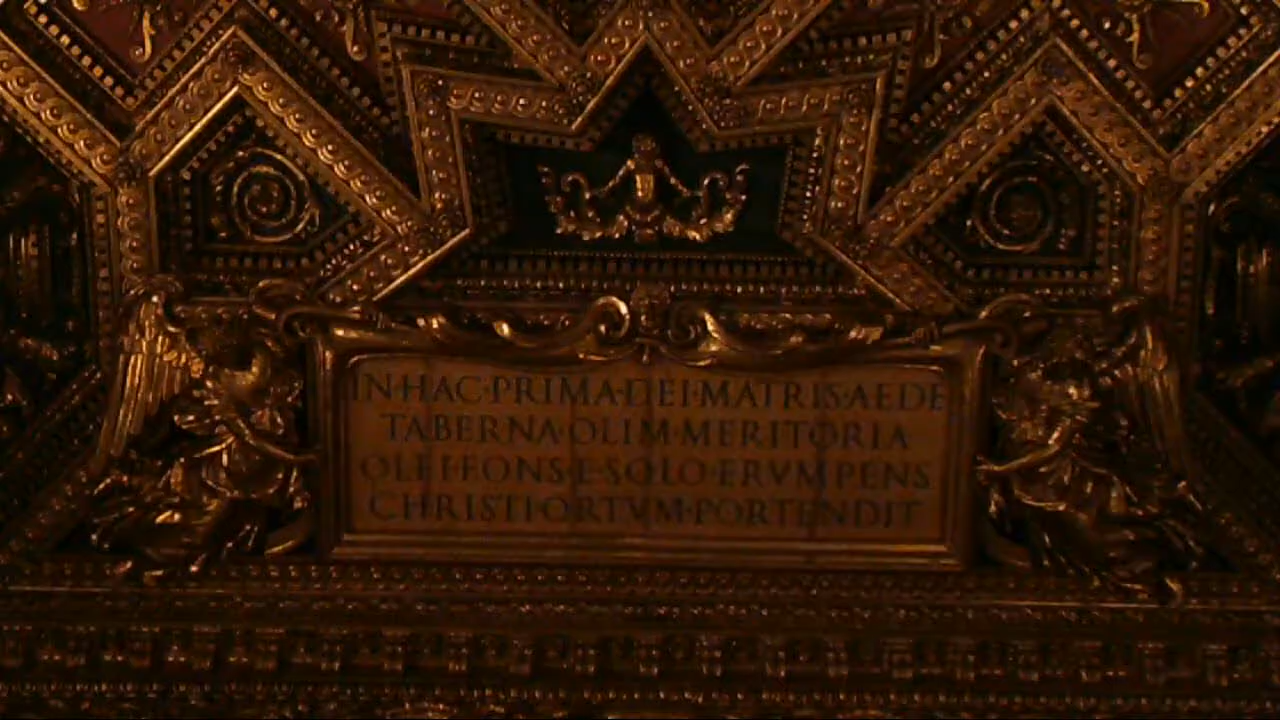 IN·HAC·PRIMA·DEI·MATRIS·AEDE
TABERNA·OLIM·MERITORIA
OLEI·FONS·E·SOLO·ERVMPENS
CHRISTI·ORTVM·PORTENDIT